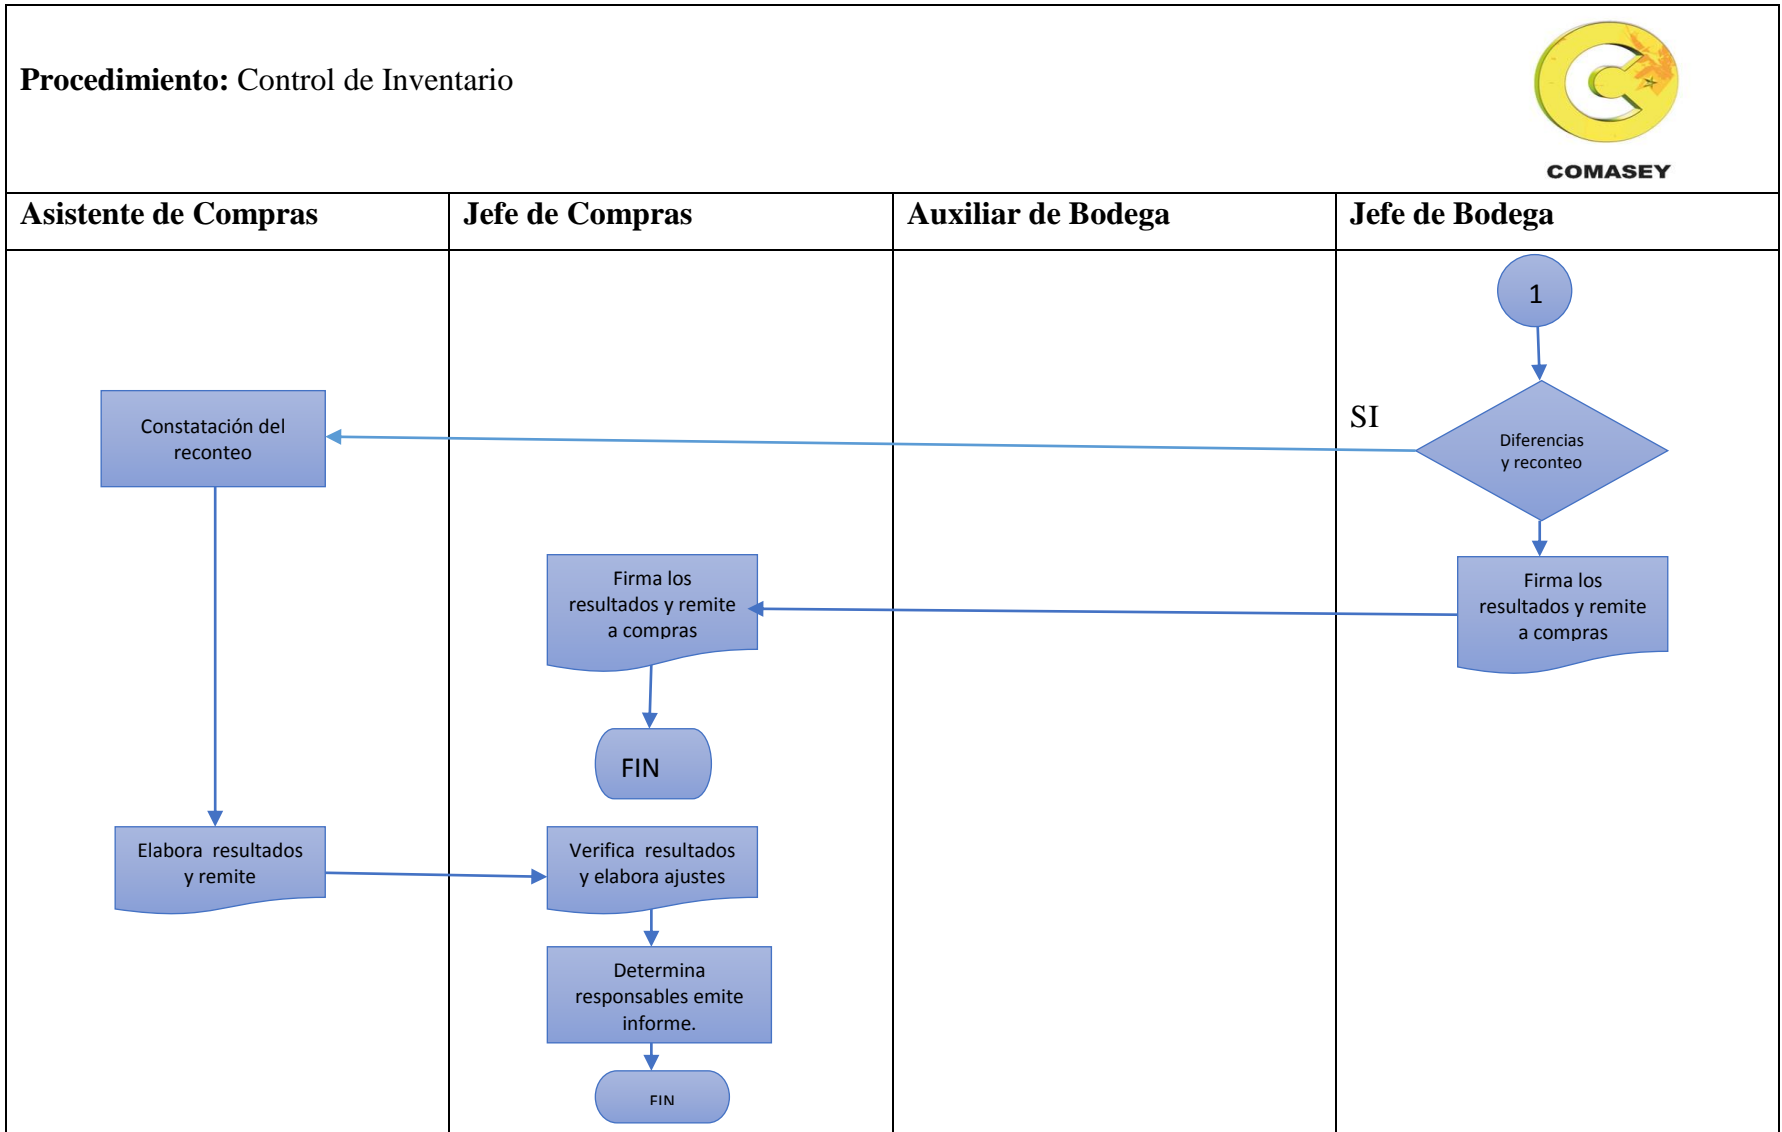 Procedimiento: Control de Inventario
COMASEY
Asistente de Compras
Jefe de Compras
Auxiliar de Bodega
Jefe de Bodega
1
SI
Diferencias
y reconteo
Constatación del
reconteo
Firma los
resultados y remite
a compras
Firma los
resultados y remite
a compras
FIN
Elabora resultados
y remite
Verifica resultados
y elabora ajustes
Determina
responsables emite
informe.
FIN